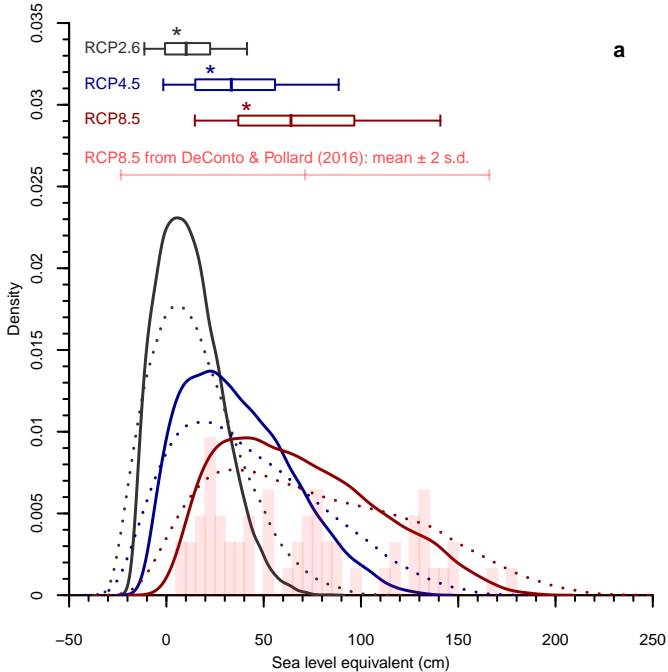 a
RCP2.6
*
RCP4.5
*
RCP8.5
*
RCP8.5 from DeConto & Pollard (2016): mean ± 2 s.d.
Density
0.035
0.03
0.025
0.02
0.015
0.01
0.005
0
−50 0 50 100 150 200 250
Sea level equivalent (cm)